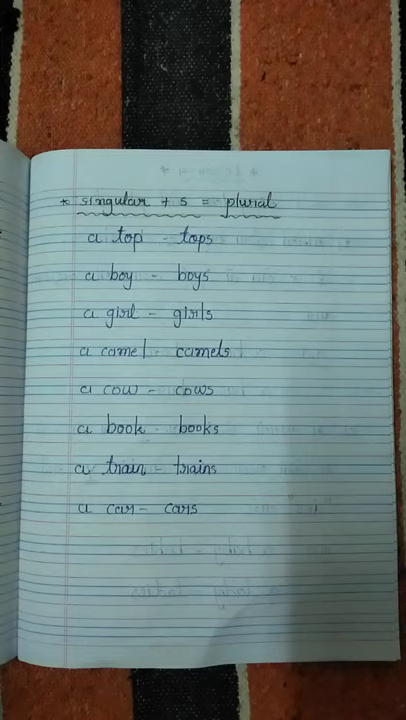 * singular + s = plural
a top - tops
a boy - boys
a girl - girls
a camel - camels
a cow - cows
a book - books
a train - trains
a car - cars